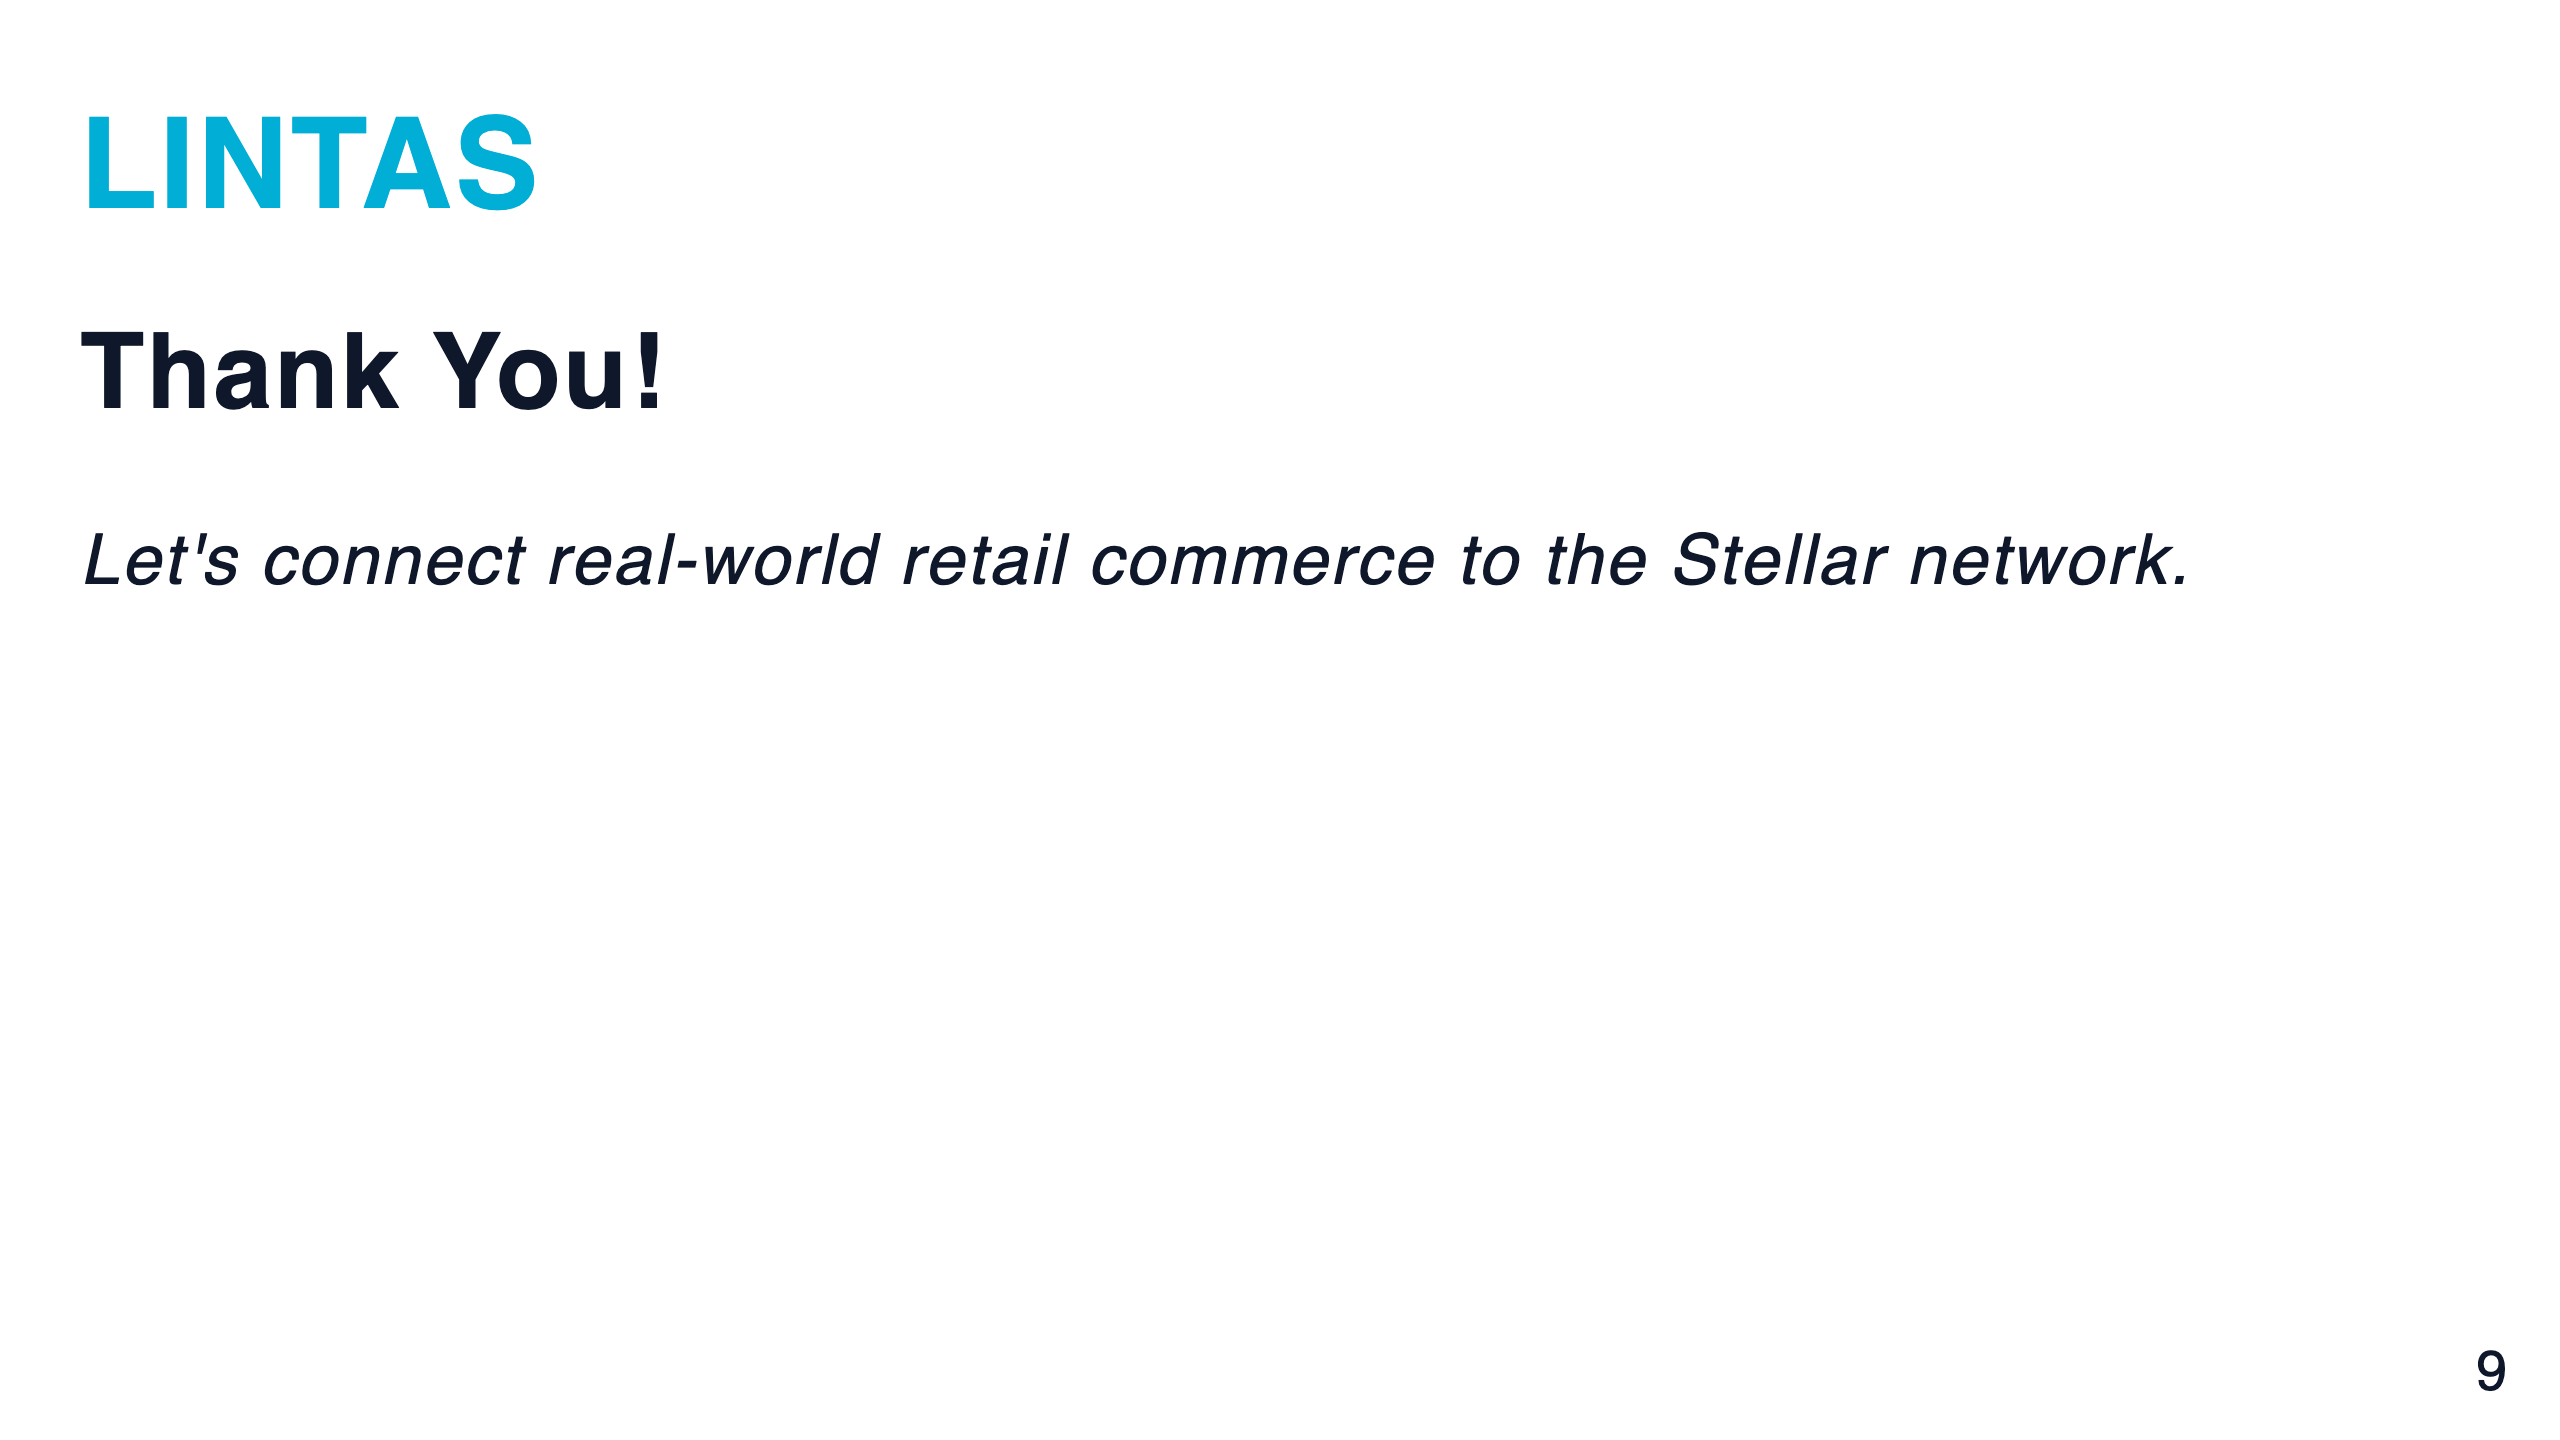 LINTAS
Thank You!
Let's connect real-world retail commerce to the Stellar network.
9